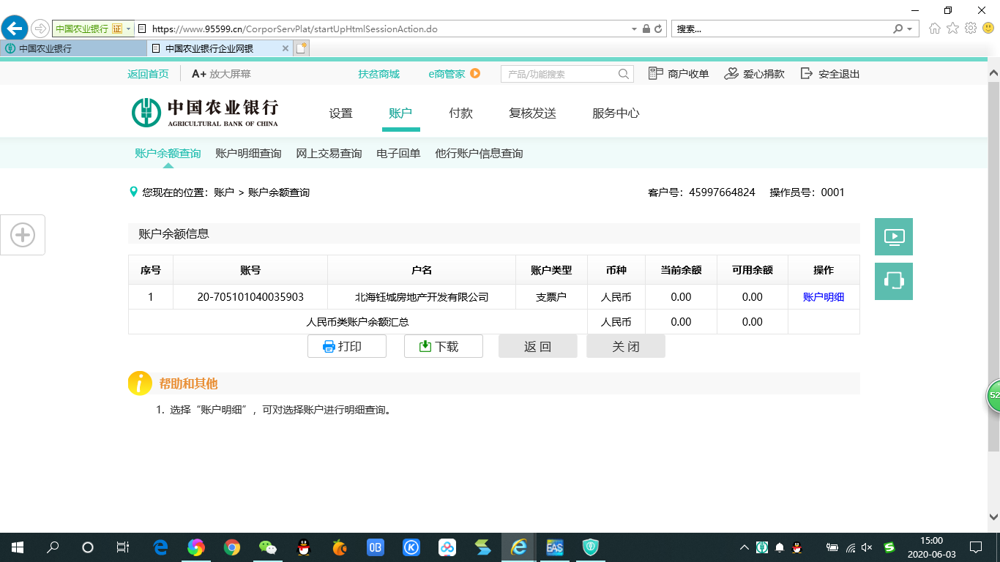 中国农业银行 证 https://www.95599.cn/CorporServPlat/startUpHtmlSessionAction.do 搜索...
中国农业银行 中国农业银行企业网银
返回首页 A+ 放大屏幕 扶贫商城 e商管家 产品/功能搜索 商户收单 爱心捐款 安全退出
中国农业银行
AGRICULTURAL BANK OF CHINA
设置 账户 付款 复核发送 服务中心
账户余额查询 账户明细查询 网上交易查询 电子回单 他行账户信息查询
您现在的位置：账户 > 账户余额查询 客户号：45997664824 操作员号：0001
账户余额信息
序号 账号 户名 账户类型 币种 当前余额 可用余额 操作
1 20-705101040035903 北海钰城房地产开发有限公司 支票户 人民币 0.00 0.00 账户明细
人民币类账户余额汇总 人民币 0.00 0.00
打印 下载 返 回 关 闭
i 帮助和其他
1. 选择“账户明细”，可对选择账户进行明细查询。
52
OB K EAS S
15:00
2020-06-03